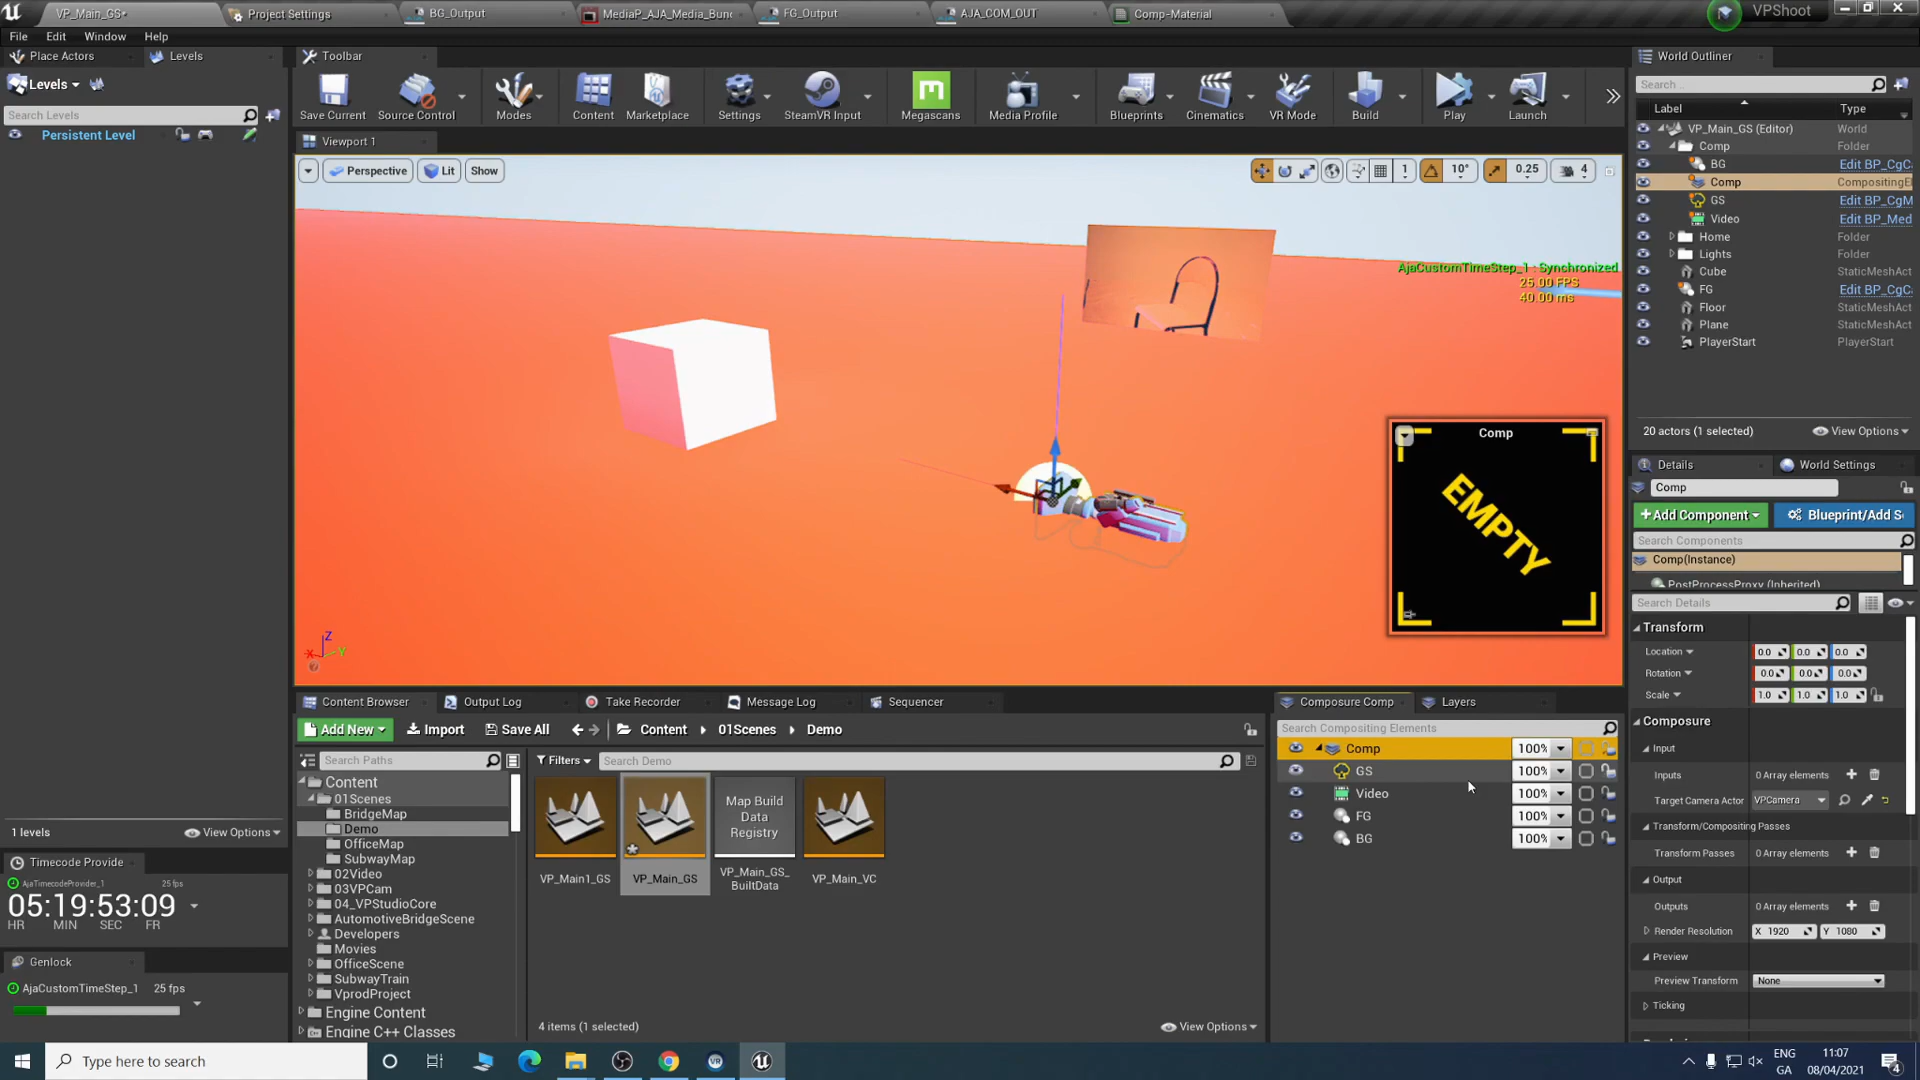 VP_Main_GS*
Project Settings
BG_Output
MediaP_AJA_Media_Bun
FG_Output
AJA_COM_OUT
Comp-Material
VPShoot
File Edit Window Help
Place Actors
Levels
Toolbar
World Outliner
Levels
Search Levels
Persistent Level
Save Current
Source Control
Modes
Content
Marketplace
Settings
SteamVR Input
Megascans
Media Profile
Blueprints
Cinematics
VR Mode
Build
Play
Launch
Viewport 1
Perspective
Lit
Show
1
10°
0.25
4
AjaCustomTimeStep_1 : Synchronized
25.00 FPS
40.00 ms
Comp
EMPTY
Search...
Label Type
VP_Main_GS (Editor) World
Comp Folder
BG Edit BP_CgCa
Comp CompositingEl
GS Edit BP_CgM
Video Edit BP_Med
Home Folder
Lights Folder
Cube StaticMeshAct
FG Edit BP_CgCa
Floor StaticMeshAct
Plane StaticMeshAct
PlayerStart PlayerStart
20 actors (1 selected)
View Options
Details
World Settings
Comp
+Add Component
Blueprint/Add S
Search Components
Comp(Instance)
PostProcessProxy (Inherited)
Search Details
Transform
Location 0.0 0.0 0.0
Rotation 0.0 0.0 0.0
Scale 1.0 1.0 1.0
Composure
Input
Inputs 0 Array elements
Target Camera Actor VPCamera
Transform/Compositing Passes
Transform Passes 0 Array elements
Output
Outputs 0 Array elements
Render Resolution X 1920 Y 1080
Preview
Preview Transform None
Ticking
Z
X Y
Content Browser
Output Log
Take Recorder
Message Log
Sequencer
Add New
Import
Save All
Content
01Scenes
Demo
Search Paths
Filters
Search Demo
Content
01Scenes
BridgeMap
Demo
OfficeMap
SubwayMap
02Video
03VPCam
04_VPStudioCore
AutomotiveBridgeScene
Developers
Movies
OfficeScene
SubwayTrain
VprodProject
Engine Content
Engine C++ Classes
VP_Main1_GS
VP_Main_GS
Map Build
Data
Registry
VP_Main_GS_
BuiltData
VP_Main_VC
4 items (1 selected)
View Options
Composure Comp
Layers
Search Compositing Elements
Comp 100%
GS 100%
Video 100%
FG 100%
BG 100%
1 levels
View Options
Timecode Provide
AjaTimecodeProvider_1 25 fps
05:19:53:09
HR MIN SEC FR
Genlock
AjaCustomTimeStep_1 25 fps
Type here to search
ENG
GA
11:07
08/04/2021
4